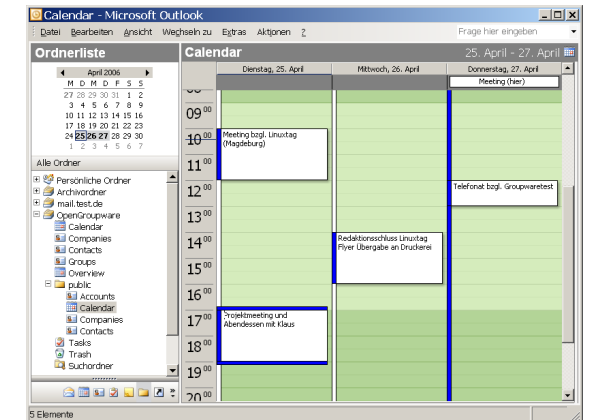 Calendar - Microsoft Outlook
Datei Bearbeiten Ansicht Wechseln zu Extras Aktionen ?
Frage hier eingeben
Ordnerliste
Calendar
25. April - 27. April
April 2006
M D M D F S S
27 28 29 30 31 1 2
3 4 5 6 7 8 9
10 11 12 13 14 15 16
17 18 19 20 21 22 23
24 25 26 27 28 29 30
1 2 3 4 5 6 7
Alle Ordner
Persönliche Ordner
Archivordner
mail.test.de
OpenGroupware
Calendar
Companies
Contacts
Groups
Overview
public
Accounts
Calendar
Companies
Contacts
Tasks
Trash
Suchordner
Dienstag, 25. April
Mittwoch, 26. April
Donnerstag, 27. April
Meeting (hier)
09 00
10 00
Meeting bzgl. Linuxtag
(Magdeburg)
11 00
12 00
Telefonat bzgl. Groupwaretest
13 00
14 00
Redaktionsschluss Linuxtag
Flyer Übergabe an Druckerei
15 00
16 00
17 00
Projektmeeting und
Abendessen mit Klaus
18 00
19 00
20 00
5 Elemente